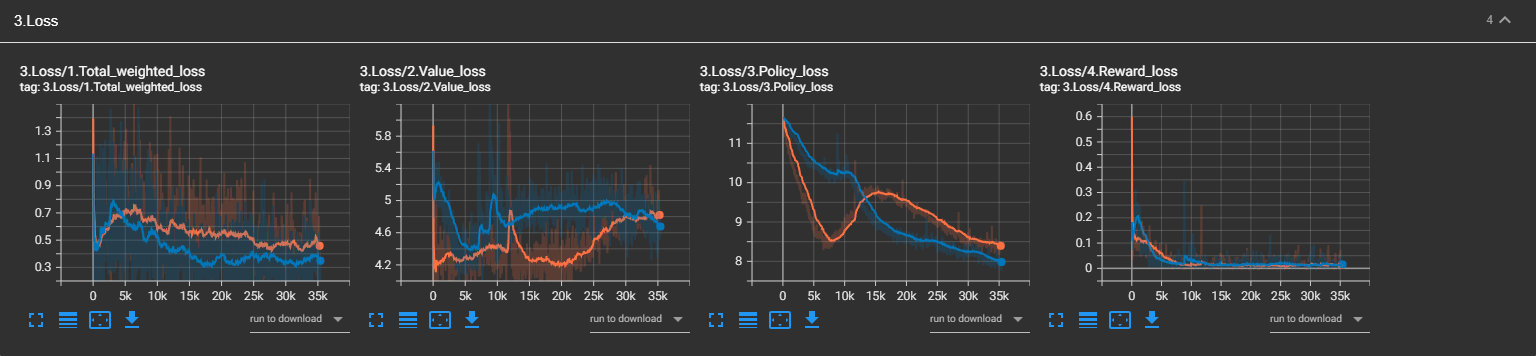 3.Loss
4
3.Loss/1.Total_weighted_loss
tag: 3.Loss/1.Total_weighted_loss
1.3
1.1
0.9
0.7
0.5
0.3
0 5k 10k 15k 20k 25k 30k 35k
run to download
3.Loss/2.Value_loss
tag: 3.Loss/2.Value_loss
5.8
5.4
5
4.6
4.2
0 5k 10k 15k 20k 25k 30k 35k
run to download
3.Loss/3.Policy_loss
tag: 3.Loss/3.Policy_loss
11
10
9
8
0 5k 10k 15k 20k 25k 30k 35k
run to download
3.Loss/4.Reward_loss
tag: 3.Loss/4.Reward_loss
0.6
0.5
0.4
0.3
0.2
0.1
0
0 5k 10k 15k 20k 25k 30k 35k
run to download